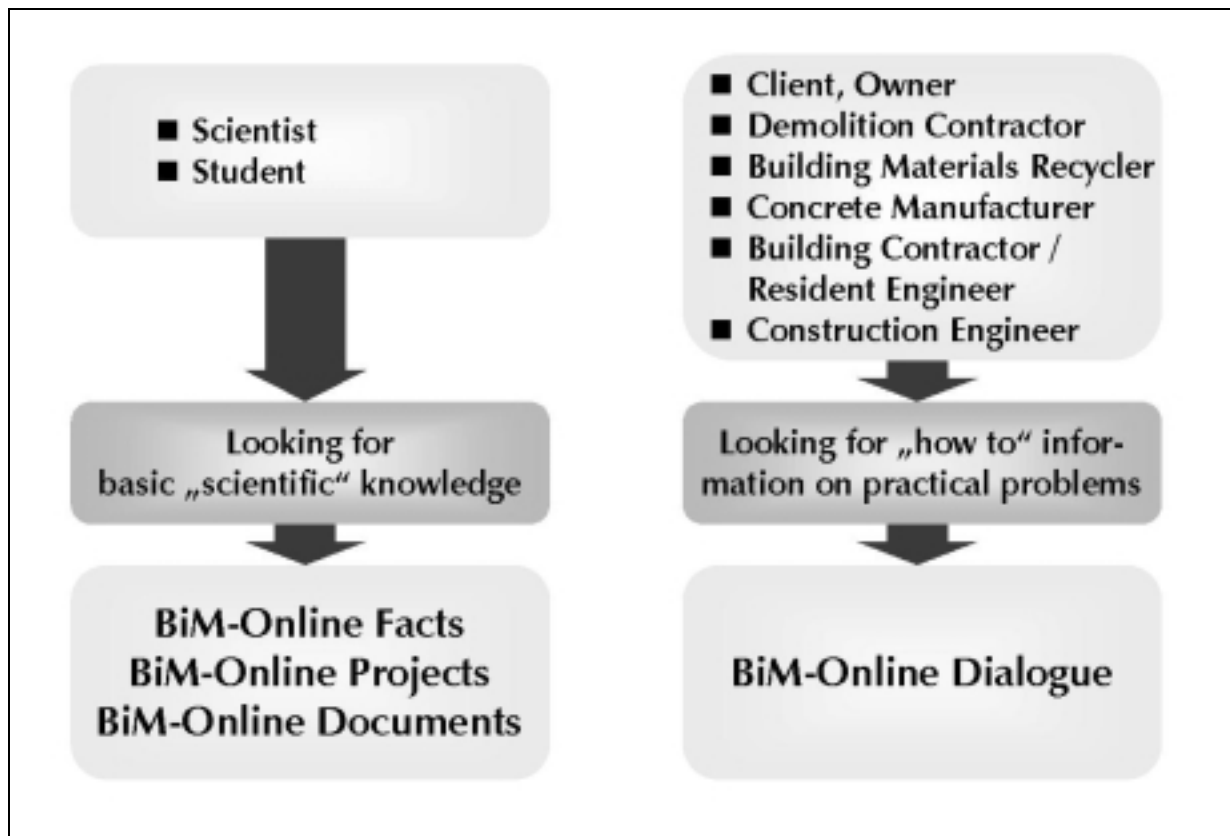 ■ Scientist
■ Student
Looking for
basic „scientific“ knowledge
BiM-Online Facts
BiM-Online Projects
BiM-Online Documents
■ Client, Owner
■ Demolition Contractor
■ Building Materials Recycler
■ Concrete Manufacturer
■ Building Contractor /
Resident Engineer
■ Construction Engineer
Looking for „how to“ infor-
mation on practical problems
BiM-Online Dialogue